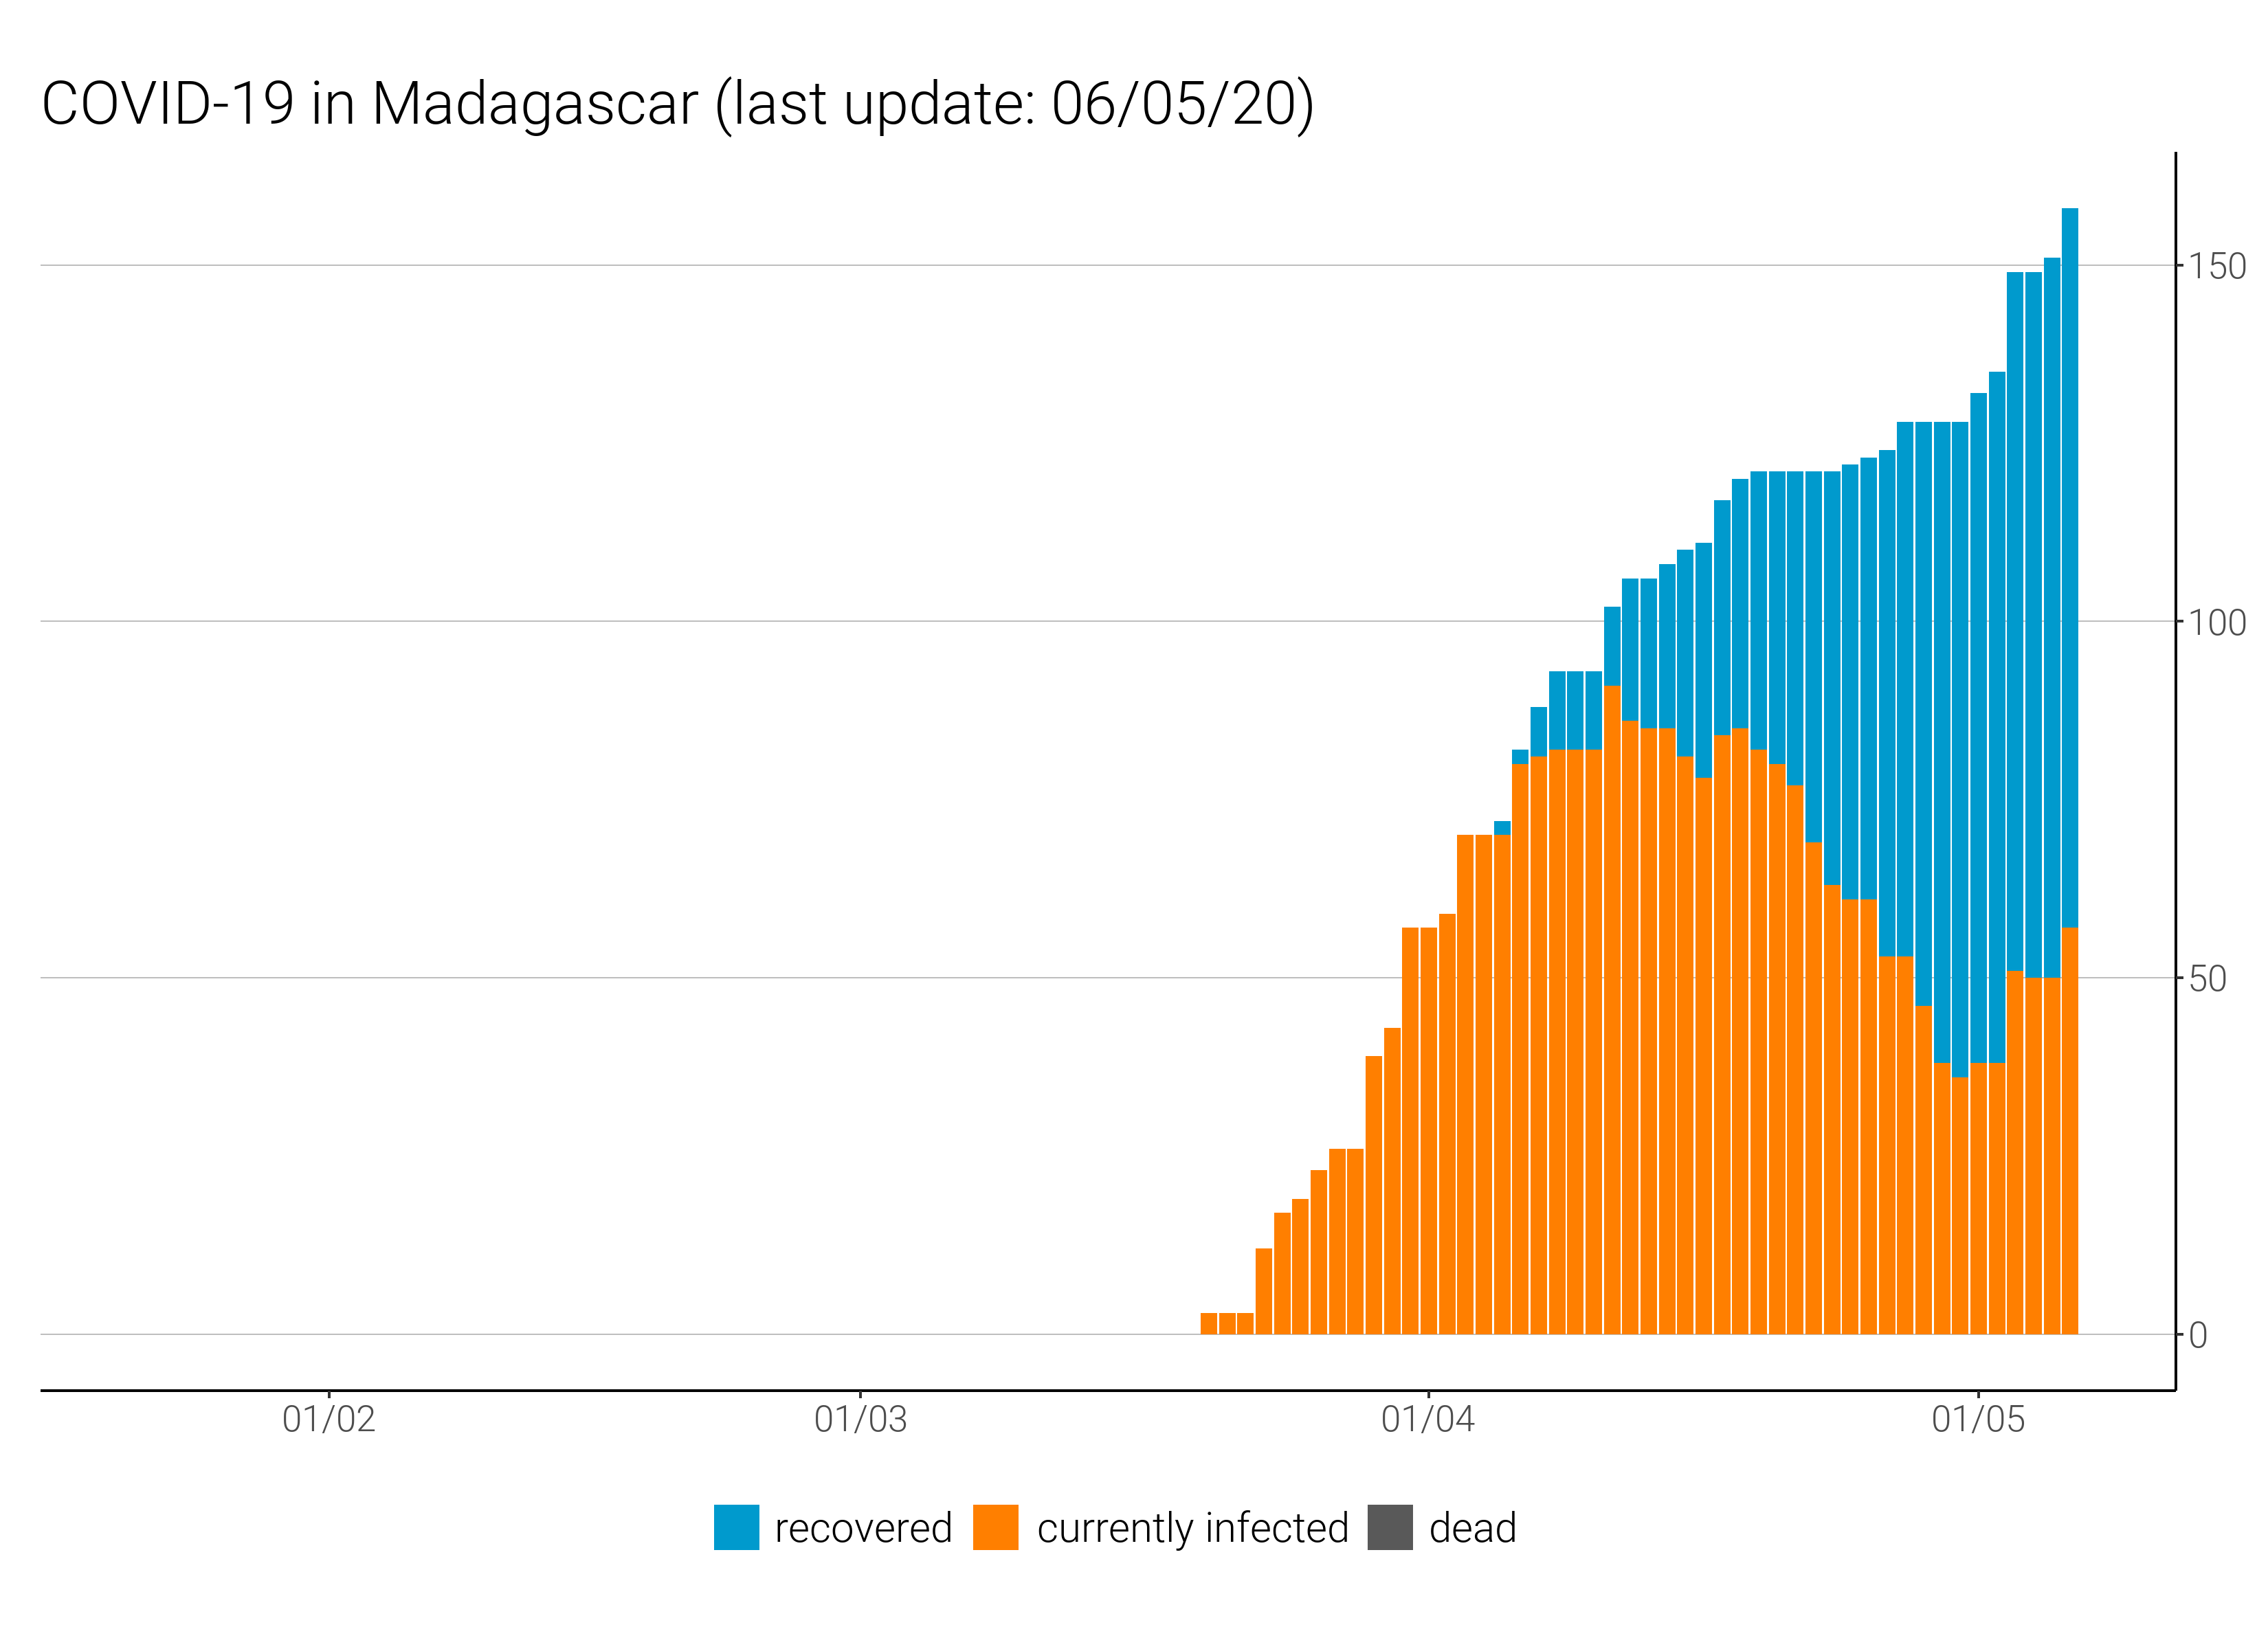 COVID-19 in Madagascar (last update: 06/05/20)
150
100
50
0
01/02 01/03 01/04 01/05
recovered currently infected dead